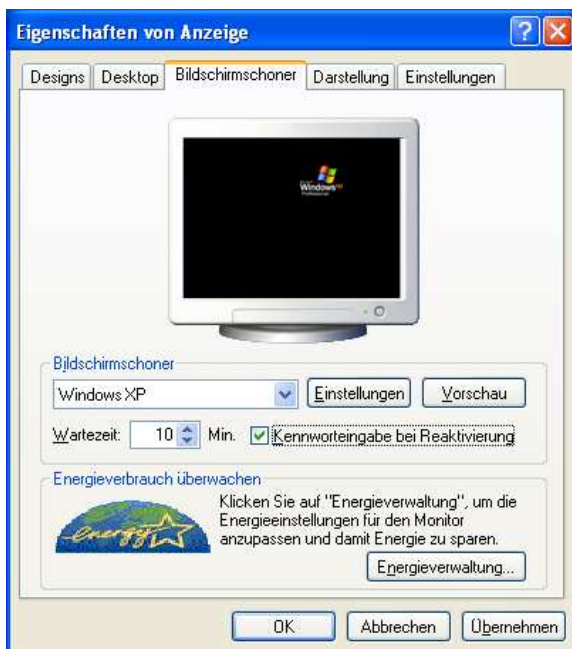 Eigenschaften von Anzeige
Designs Desktop Bildschirmschoner Darstellung Einstellungen
Windows xp
Bildschirmschoner
Windows XP Einstellungen Vorschau
Wartezeit: 10 Min. Kennworteingabe bei Reaktivierung
Energieverbrauch überwachen
Klicken Sie auf "Energieverwaltung", um die
Energieeinstellungen für den Monitor
anzupassen und damit Energie zu sparen.
energy
Energieverwaltung...
OK Abbrechen Übernehmen